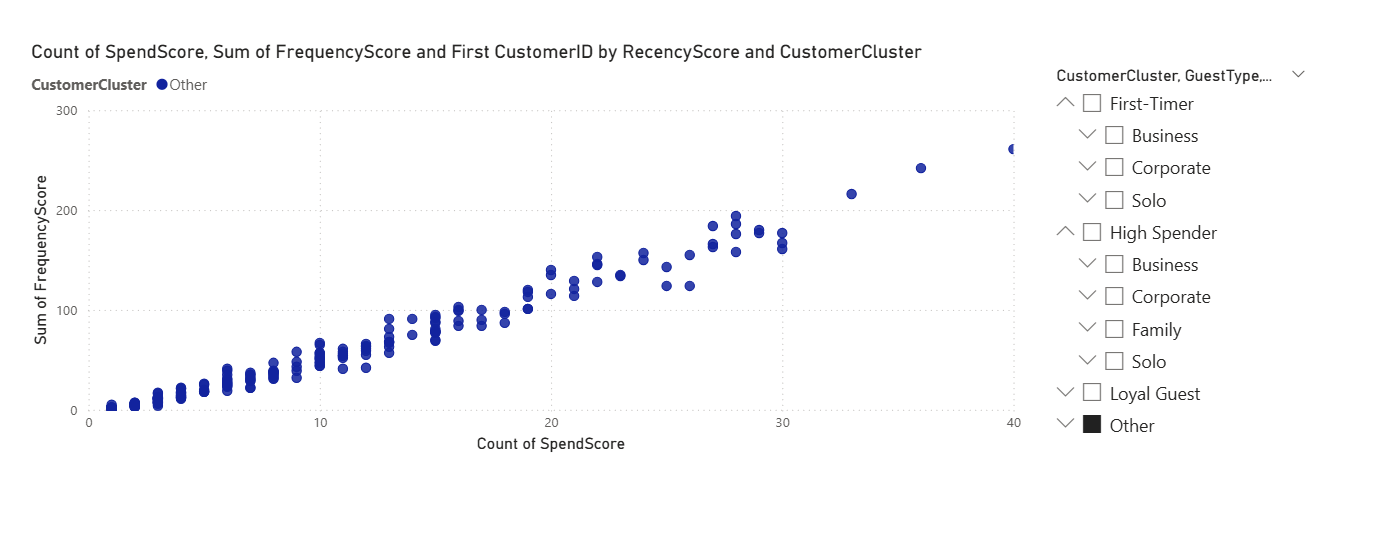 Count of SpendScore, Sum of FrequencyScore and First CustomerID by RecencyScore and CustomerCluster
CustomerCluster Other
300
200
100
0
Sum of FrequencyScore
0 10 20 30 40
Count of SpendScore
CustomerCluster, GuestType,...
First-Timer
Business
Corporate
Solo
High Spender
Business
Corporate
Family
Solo
Loyal Guest
Other